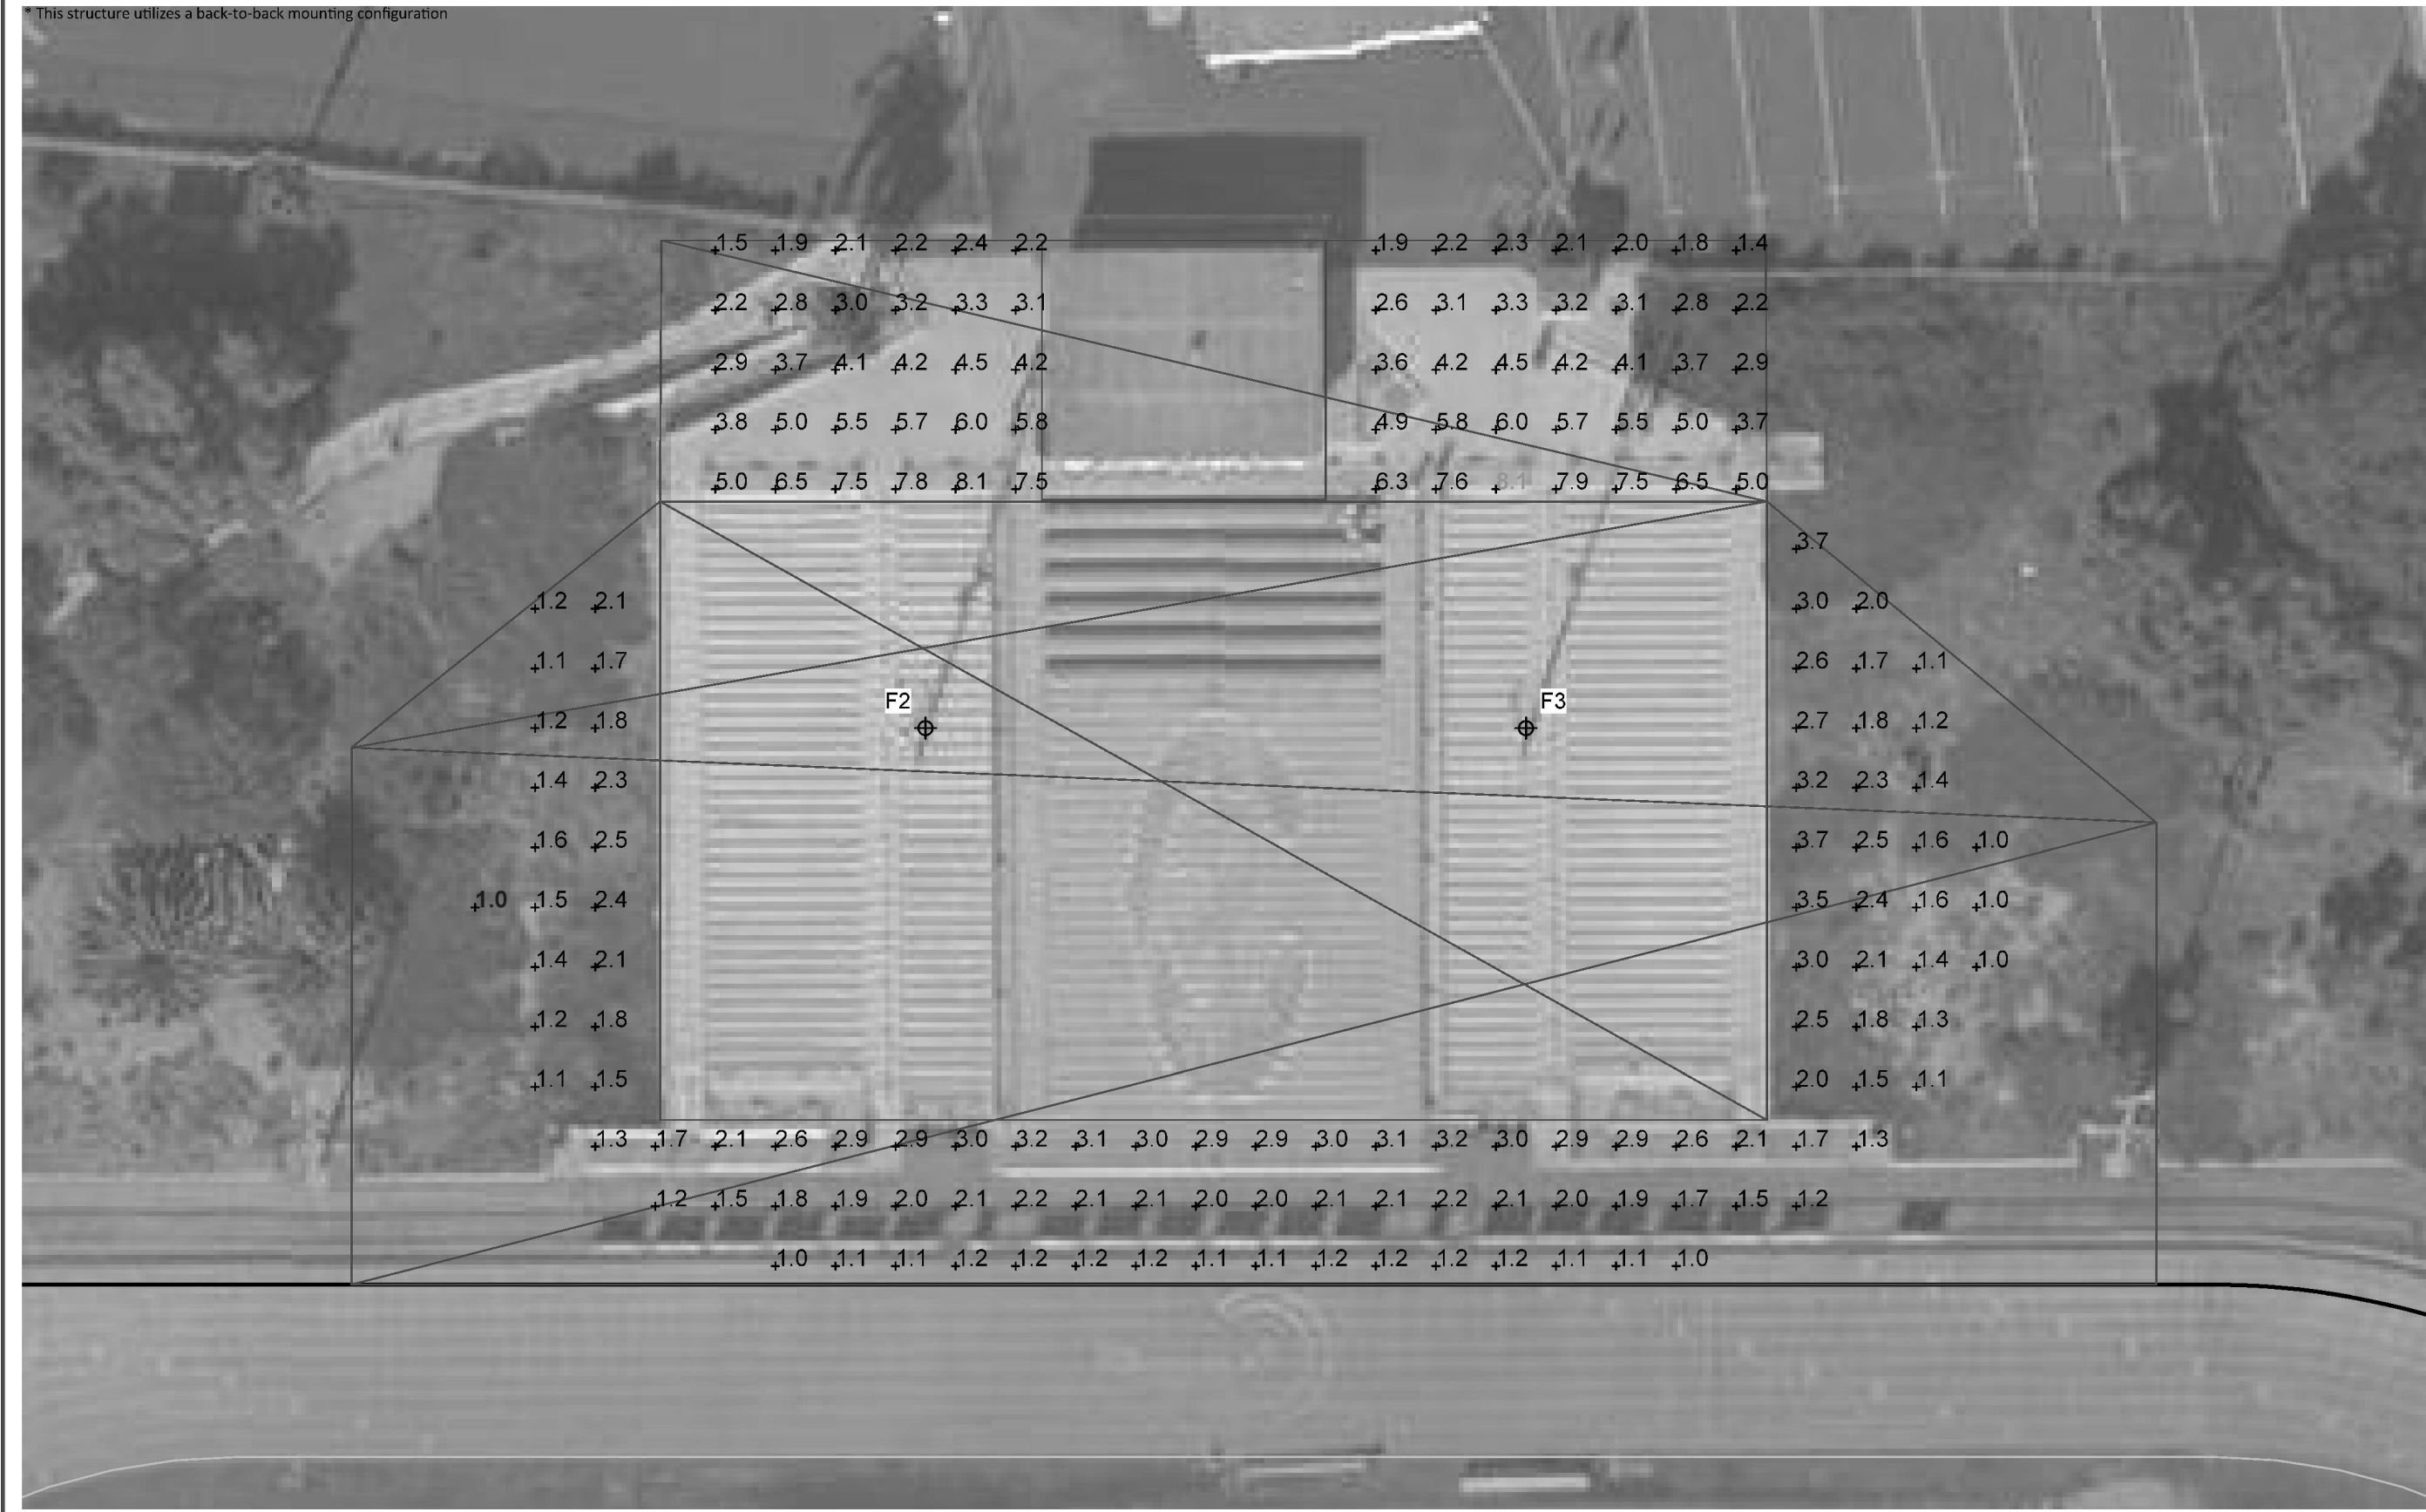 * This structure utilizes a back-to-back mounting configuration
1.5 1.9 2.1 2.2 2.4 2.2 1.9 2.2 2.3 2.1 2.0 1.8 1.4
2.2 2.8 3.0 3.2 3.3 3.1 2.6 3.1 3.3 3.2 3.1 2.8 2.2
2.9 3.7 4.1 4.2 4.5 4.2 3.6 4.2 4.5 4.2 4.1 3.7 2.9
3.8 5.0 5.5 5.7 6.0 5.8 4.9 5.8 6.0 5.7 5.5 5.0 3.7
5.0 6.5 7.5 7.8 8.1 7.5 6.3 7.6 8.1 7.9 7.5 6.5 5.0
3.7
1.2 2.1 3.0 2.0
1.1 1.7 2.6 1.7 1.1
F2 F3
1.2 1.8 2.7 1.8 1.2
1.4 2.3 3.2 2.3 1.4
1.6 2.5 3.7 2.5 1.6 1.0
1.0 1.5 2.4 3.5 2.4 1.6 1.0
1.4 2.1 3.0 2.1 1.4 1.0
1.2 1.8 2.5 1.8 1.3
1.1 1.5 2.0 1.5 1.1
1.3 1.7 2.1 2.6 2.9 2.9 3.0 3.2 3.1 3.0 2.9 2.9 3.0 3.1 3.2 3.0 2.9 2.9 2.6 2.1 1.7 1.3
1.2 1.5 1.8 1.9 2.0 2.1 2.2 2.1 2.1 2.0 2.0 2.1 2.1 2.2 2.1 2.0 1.9 1.7 1.5 1.2
1.0 1.1 1.1 1.2 1.2 1.2 1.2 1.1 1.1 1.2 1.2 1.2 1.2 1.1 1.1 1.0